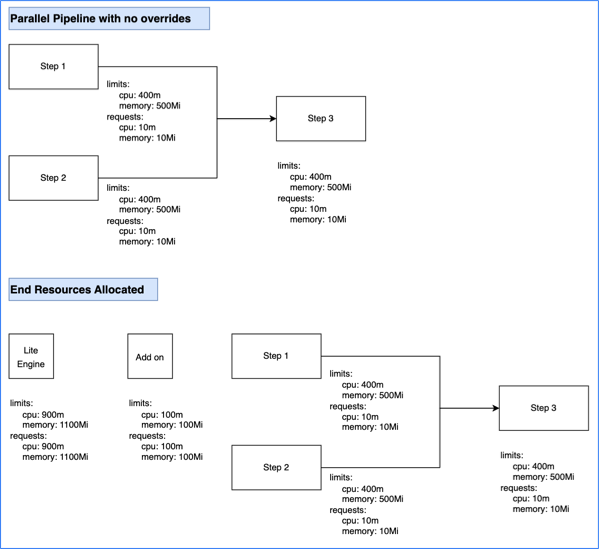 Parallel Pipeline with no overrides
Step 1
limits:
cpu: 400m
memory: 500Mi
requests:
cpu: 10m
memory: 10Mi
Step 2
limits:
cpu: 400m
memory: 500Mi
requests:
cpu: 10m
memory: 10Mi
Step 3
limits:
cpu: 400m
memory: 500Mi
requests:
cpu: 10m
memory: 10Mi
End Resources Allocated
Lite
Engine
limits:
cpu: 900m
memory: 1100Mi
requests:
cpu: 900m
memory: 1100Mi
Add on
limits:
cpu: 100m
memory: 100Mi
requests:
cpu: 100m
memory: 100Mi
Step 1
limits:
cpu: 400m
memory: 500Mi
requests:
cpu: 10m
memory: 10Mi
Step 2
limits:
cpu: 400m
memory: 500Mi
requests:
cpu: 10m
memory: 10Mi
Step 3
limits:
cpu: 400m
memory: 500Mi
requests:
cpu: 10m
memory: 10Mi